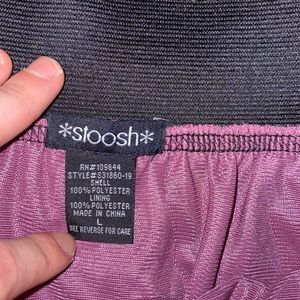 *stoosh*
RN#109644
STYLE#S31860-19
SHELL
100% POLYESTER
LINING
100% POLYESTER
MADE IN CHINA
L
SEE REVERSE FOR CARE